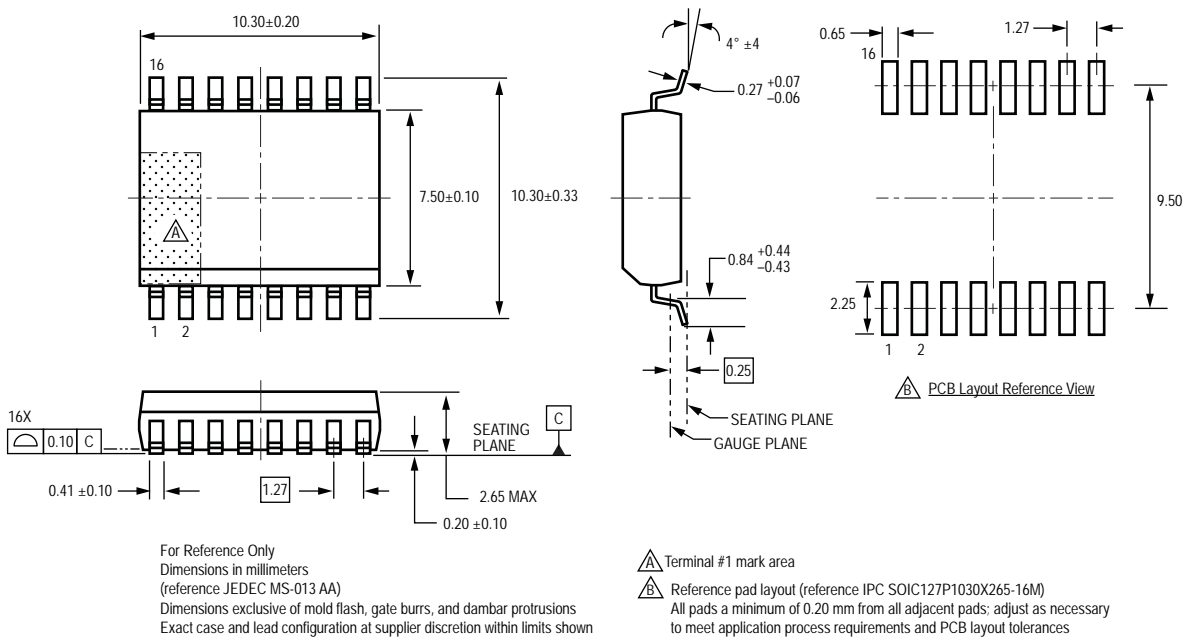 10.30±0.20
16
7.50±0.10
10.30±0.33
A
1 2
4° ±4
0.27 +0.07
–0.06
0.84 +0.44
–0.43
0.25
SEATING PLANE
GAUGE PLANE
0.65
1.27
16
9.50
2.25
1 2
B PCB Layout Reference View
16X
0.10 C
SEATING
PLANE
C
0.41 ±0.10
1.27
2.65 MAX
0.20 ±0.10
For Reference Only
Dimensions in millimeters
(reference JEDEC MS-013 AA)
Dimensions exclusive of mold flash, gate burrs, and dambar protrusions
Exact case and lead configuration at supplier discretion within limits shown
A Terminal #1 mark area
B Reference pad layout (reference IPC SOIC127P1030X265-16M)
All pads a minimum of 0.20 mm from all adjacent pads; adjust as necessary
to meet application process requirements and PCB layout tolerances